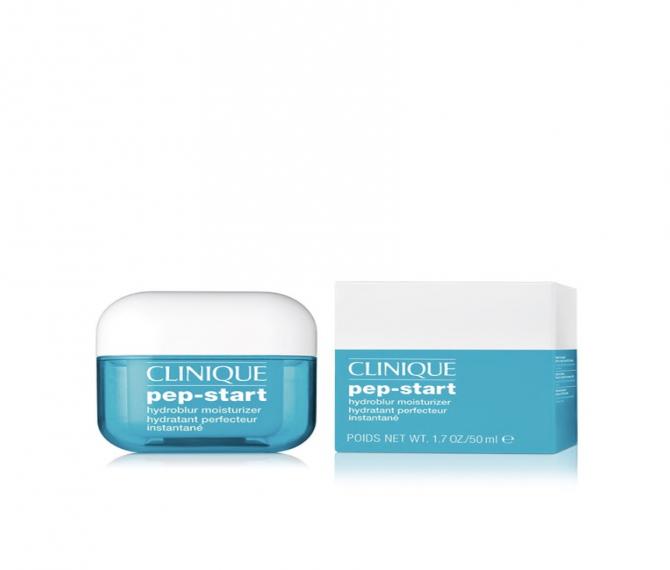 CLINIQUE
pep-start
hydroblur moisturizer
hydratant perfecteur
instantané
CLINIQUE
pep-start
hydroblur moisturizer
hydratant perfecteur
instantané
POIDS NET WT. 1.7 OZ/50 ml ℮